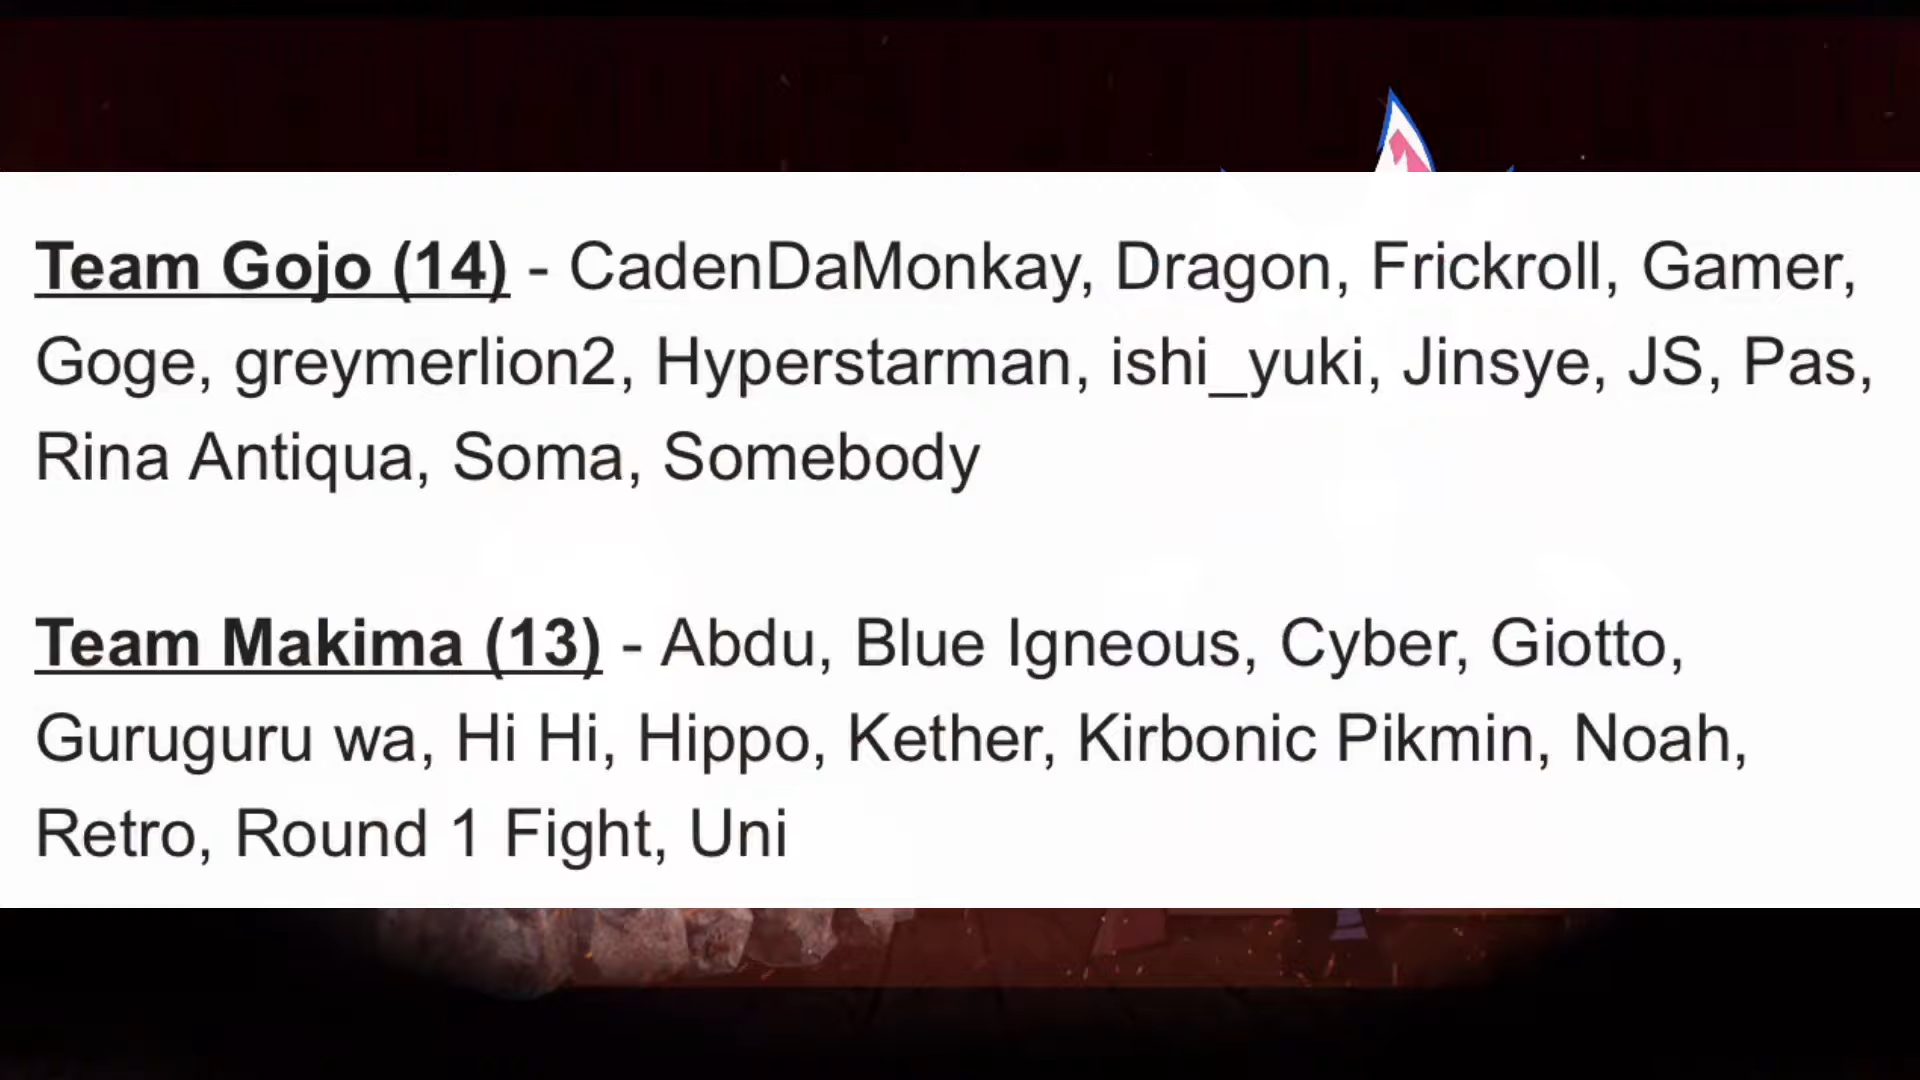 Team Gojo (14) - CadenDaMonkay, Dragon, Frickroll, Gamer,
Goge, greymerlion2, Hyperstarman, ishi_yuki, Jinsye, JS, Pas,
Rina Antiqua, Soma, Somebody
Team Makima (13) - Abdu, Blue Igneous, Cyber, Giotto,
Guruguru wa, Hi Hi, Hippo, Kether, Kirbonic Pikmin, Noah,
Retro, Round 1 Fight, Uni